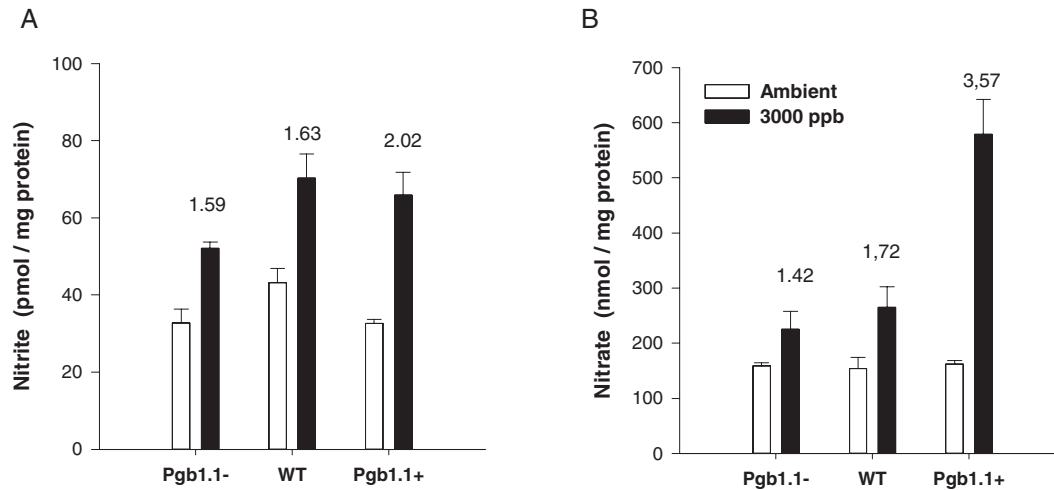 A
Nitrite (pmol / mg protein)
100
80
60
40
20
0
1.59
1.63
2.02
Pgb1.1-
WT
Pgb1.1+
B
Nitrate (nmol / mg protein)
700
600
500
400
300
200
100
0
Ambient
3000 ppb
1.42
1,72
3,57
Pgb1.1-
WT
Pgb1.1+